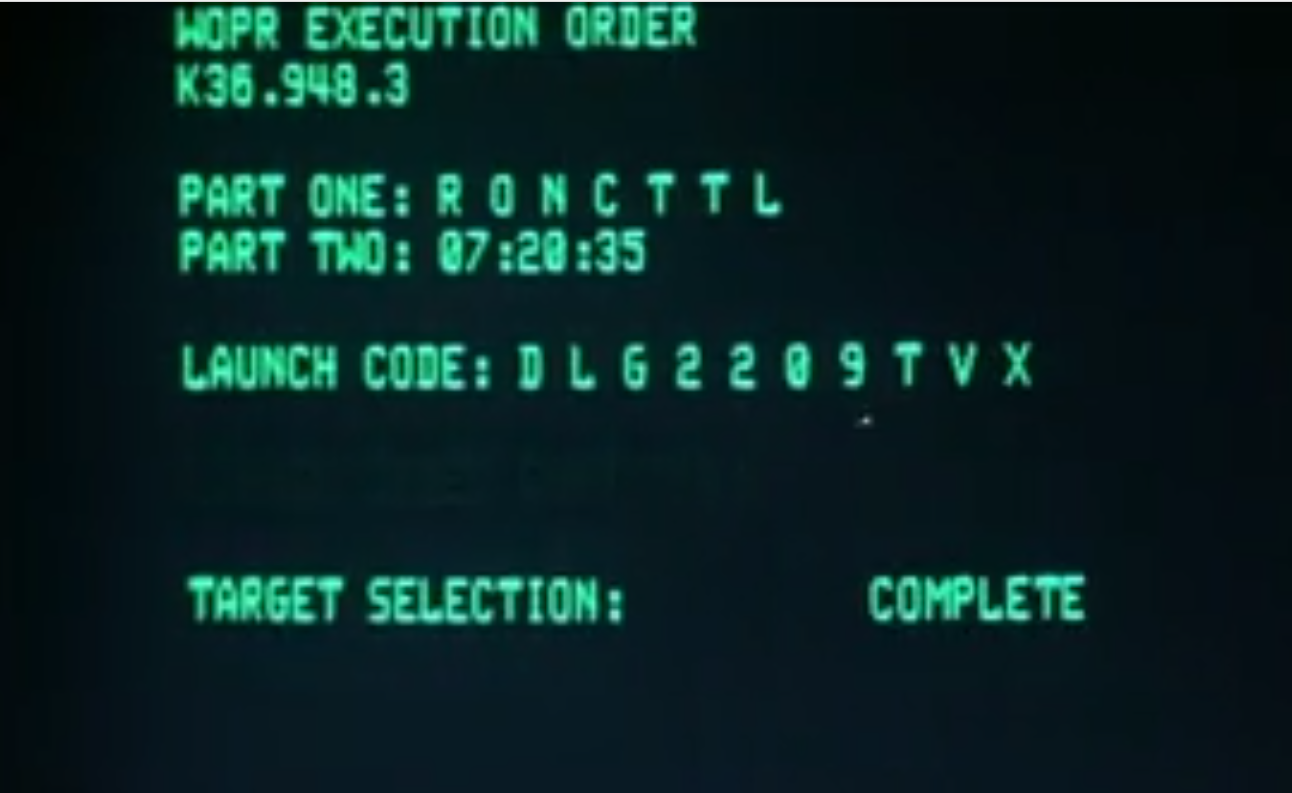 WOPR EXECUTION ORDER
K36.948.3
PART ONE: R O N C T T L
PART TWO: 07:20:35
LAUNCH CODE: D L G 2 2 0 9 T V X
TARGET SELECTION: COMPLETE